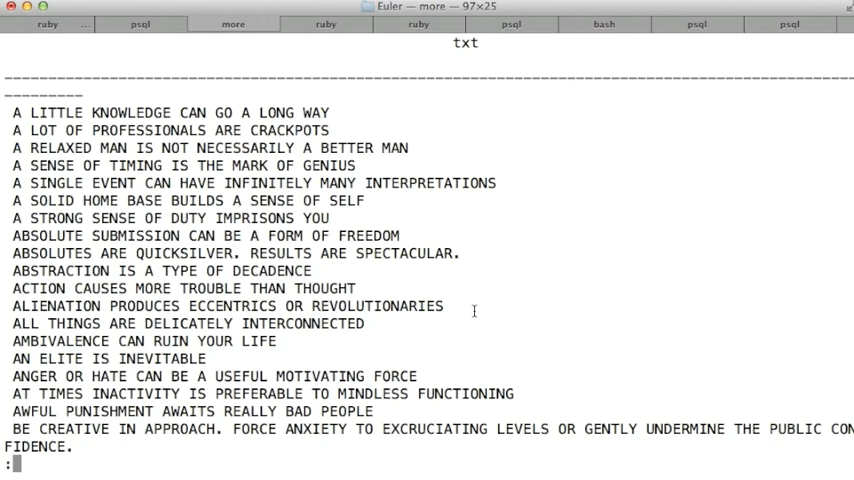 Euler — more — 97×25
ruby ... psql more ruby ruby psql bash psql psql
txt
---------------------------------------------------------------------------------
---------
A LITTLE KNOWLEDGE CAN GO A LONG WAY
A LOT OF PROFESSIONALS ARE CRACKPOTS
A RELAXED MAN IS NOT NECESSARILY A BETTER MAN
A SENSE OF TIMING IS THE MARK OF GENIUS
A SINGLE EVENT CAN HAVE INFINITELY MANY INTERPRETATIONS
A SOLID HOME BASE BUILDS A SENSE OF SELF
A STRONG SENSE OF DUTY IMPRISONS YOU
ABSOLUTE SUBMISSION CAN BE A FORM OF FREEDOM
ABSOLUTES ARE QUICKSILVER. RESULTS ARE SPECTACULAR.
ABSTRACTION IS A TYPE OF DECADENCE
ACTION CAUSES MORE TROUBLE THAN THOUGHT
ALIENATION PRODUCES ECCENTRICS OR REVOLUTIONARIES
ALL THINGS ARE DELICATELY INTERCONNECTED
AMBIVALENCE CAN RUIN YOUR LIFE
AN ELITE IS INEVITABLE
ANGER OR HATE CAN BE A USEFUL MOTIVATING FORCE
AT TIMES INACTIVITY IS PREFERABLE TO MINDLESS FUNCTIONING
AWFUL PUNISHMENT AWAITS REALLY BAD PEOPLE
BE CREATIVE IN APPROACH. FORCE ANXIETY TO EXCRUCIATING LEVELS OR GENTLY UNDERMINE THE PUBLIC CON
FIDENCE.
: